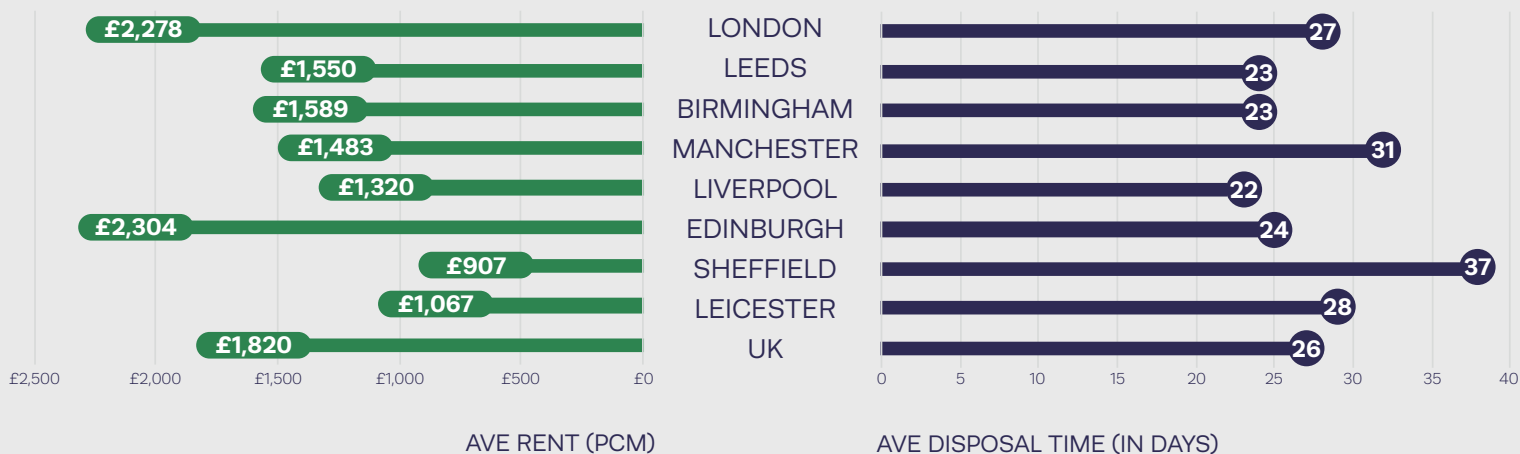 £2,278 LONDON 27
£1,550 LEEDS 23
£1,589 BIRMINGHAM 23
£1,483 MANCHESTER 31
£1,320 LIVERPOOL 22
£2,304 EDINBURGH 24
£907 SHEFFIELD 37
£1,067 LEICESTER 28
£1,820 UK 26
£2,500 £2,000 £1,500 £1,000 £500 £0 0 5 10 15 20 25 30 35 40
AVE RENT (PCM) AVE DISPOSAL TIME (IN DAYS)